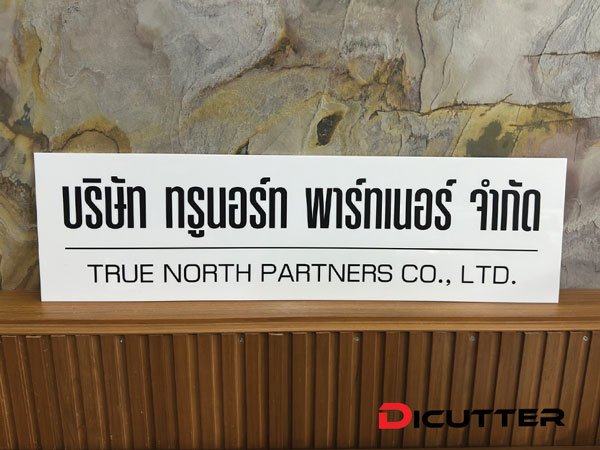 บริษัท ทรูนอร์ท พาร์ทเนอร์ จำกัด
TRUE NORTH PARTNERS CO., LTD.
DICUTTER